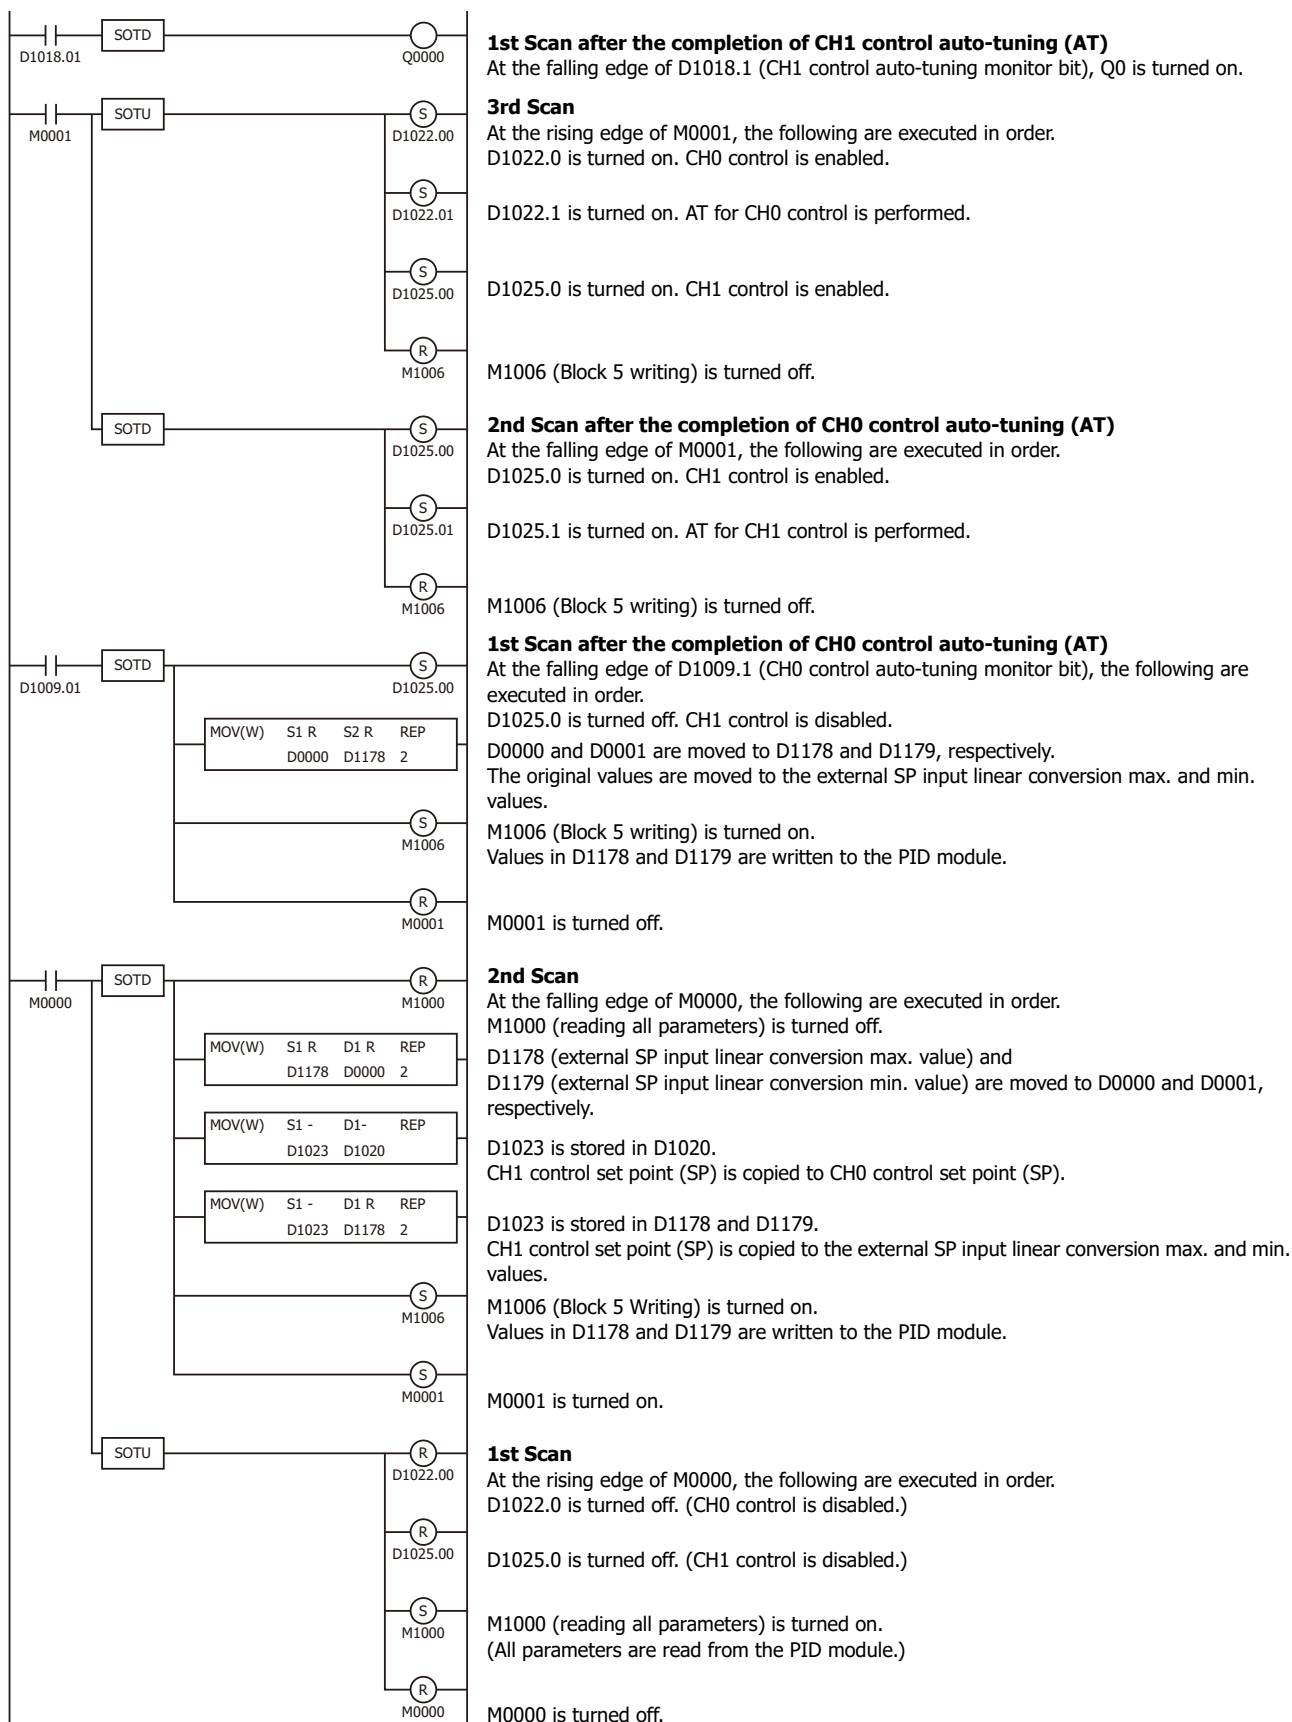 D1018.01
SOTD
Q0000
1st Scan after the completion of CH1 control auto-tuning (AT)
At the falling edge of D1018.1 (CH1 control auto-tuning monitor bit), Q0 is turned on.
M0001
SOTU
S
D1022.00
3rd Scan
At the rising edge of M0001, the following are executed in order.
D1022.0 is turned on. CH0 control is enabled.
S
D1022.01
D1022.1 is turned on. AT for CH0 control is performed.
S
D1025.00
D1025.0 is turned on. CH1 control is enabled.
R
M1006
M1006 (Block 5 writing) is turned off.
SOTD
S
D1025.00
2nd Scan after the completion of CH0 control auto-tuning (AT)
At the falling edge of M0001, the following are executed in order.
D1025.0 is turned on. CH1 control is enabled.
S
D1025.01
D1025.1 is turned on. AT for CH1 control is performed.
R
M1006
M1006 (Block 5 writing) is turned off.
D1009.01
SOTD
S
D1025.00
1st Scan after the completion of CH0 control auto-tuning (AT)
At the falling edge of D1009.1 (CH0 control auto-tuning monitor bit), the following are
executed in order.
D1025.0 is turned off. CH1 control is disabled.
MOV(W) S1 R S2 R REP
D0000 D1178 2
D0000 and D0001 are moved to D1178 and D1179, respectively.
The original values are moved to the external SP input linear conversion max. and min.
values.
S
M1006
M1006 (Block 5 writing) is turned on.
Values in D1178 and D1179 are written to the PID module.
R
M0001
M0001 is turned off.
M0000
SOTD
R
M1000
2nd Scan
At the falling edge of M0000, the following are executed in order.
M1000 (reading all parameters) is turned off.
MOV(W) S1 R D1 R REP
D1178 D0000 2
D1178 (external SP input linear conversion max. value) and
D1179 (external SP input linear conversion min. value) are moved to D0000 and D0001,
respectively.
MOV(W) S1 - D1- REP
D1023 D1020
D1023 is stored in D1020.
CH1 control set point (SP) is copied to CH0 control set point (SP).
MOV(W) S1 - D1 R REP
D1023 D1178 2
D1023 is stored in D1178 and D1179.
CH1 control set point (SP) is copied to the external SP input linear conversion max. and min.
values.
S
M1006
M1006 (Block 5 Writing) is turned on.
Values in D1178 and D1179 are written to the PID module.
S
M0001
M0001 is turned on.
SOTU
R
D1022.00
1st Scan
At the rising edge of M0000, the following are executed in order.
D1022.0 is turned off. (CH0 control is disabled.)
R
D1025.00
D1025.0 is turned off. (CH1 control is disabled.)
S
M1000
M1000 (reading all parameters) is turned on.
(All parameters are read from the PID module.)
R
M0000
M0000 is turned off.